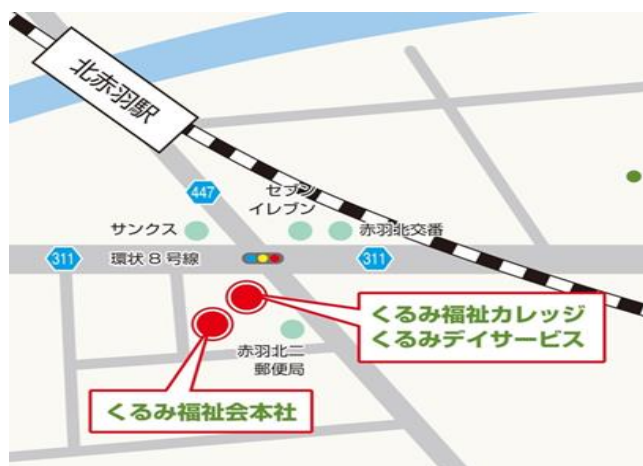 北赤羽駅
447
セブン
イレブン
サンクス
赤羽北交番
311
環状8号線
311
くるみ福祉カレッジ
くるみデイサービス
赤羽北二
郵便局
くるみ福祉会本社